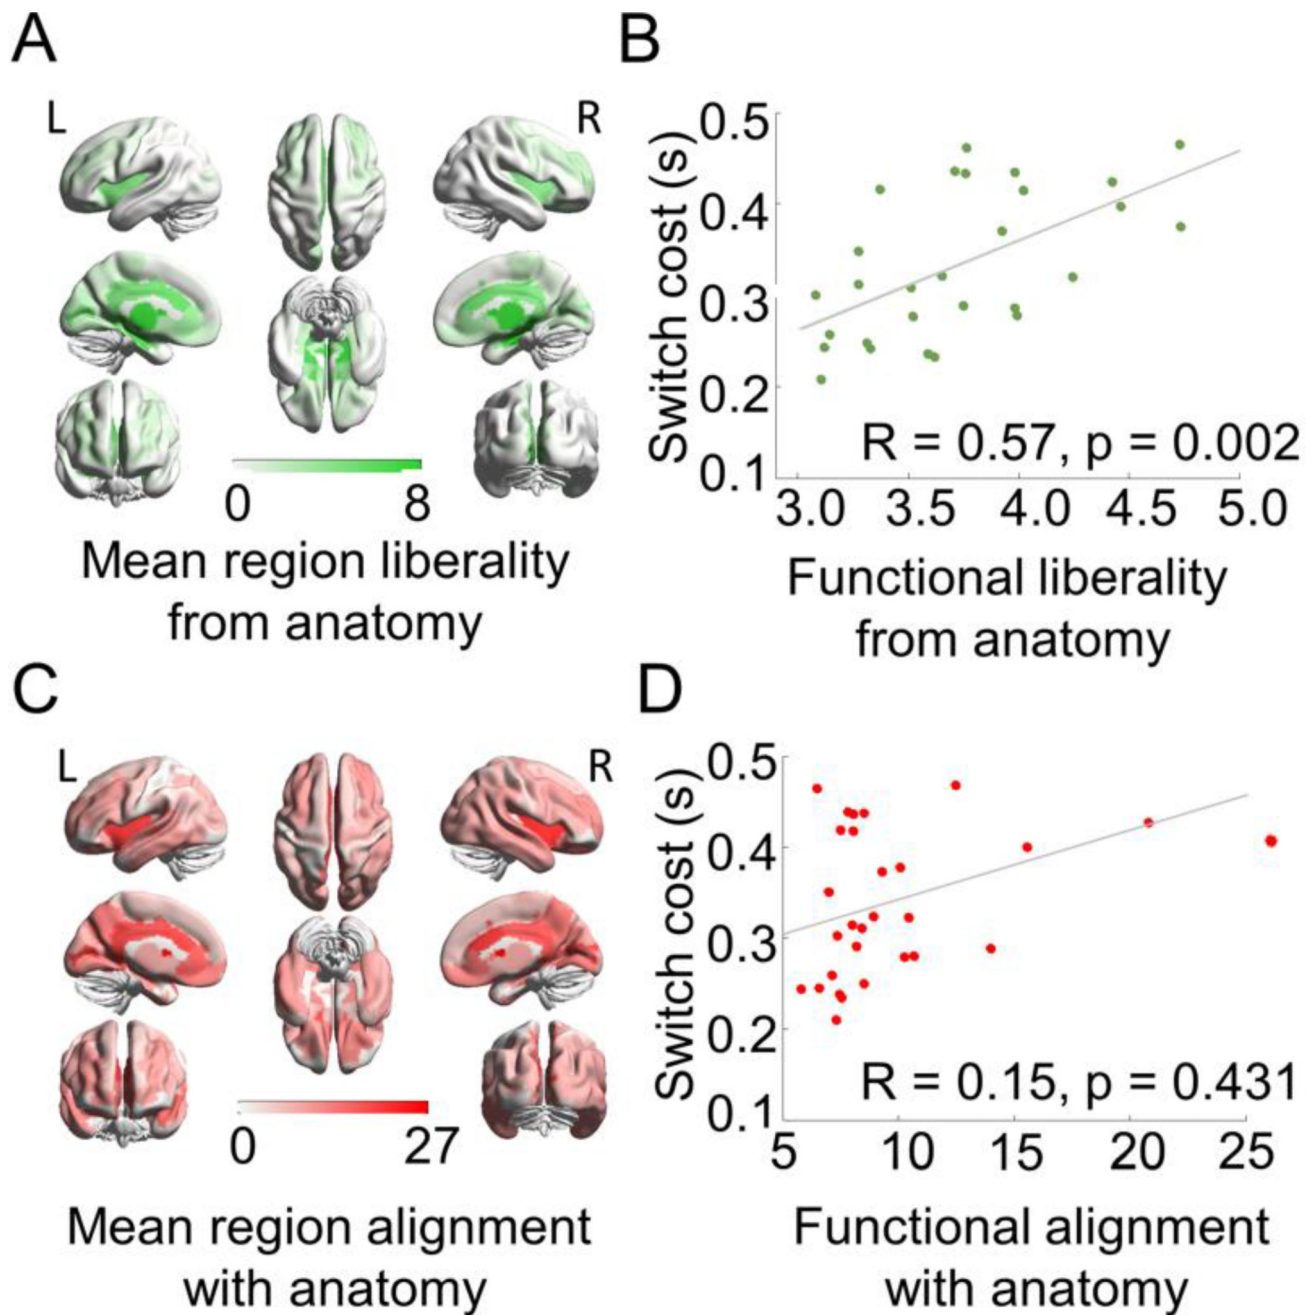 A
L
R
0
8
Mean region liberality
from anatomy
B
Switch cost (s)
0.5
0.4
0.3
0.2
0.1
R = 0.57, p = 0.002
3.0 3.5 4.0 4.5 5.0
Functional liberality
from anatomy
C
L
R
0
27
Mean region alignment
with anatomy
D
Switch cost (s)
0.5
0.4
0.3
0.2
0.1
R = 0.15, p = 0.431
5 10 15 20 25
Functional alignment
with anatomy